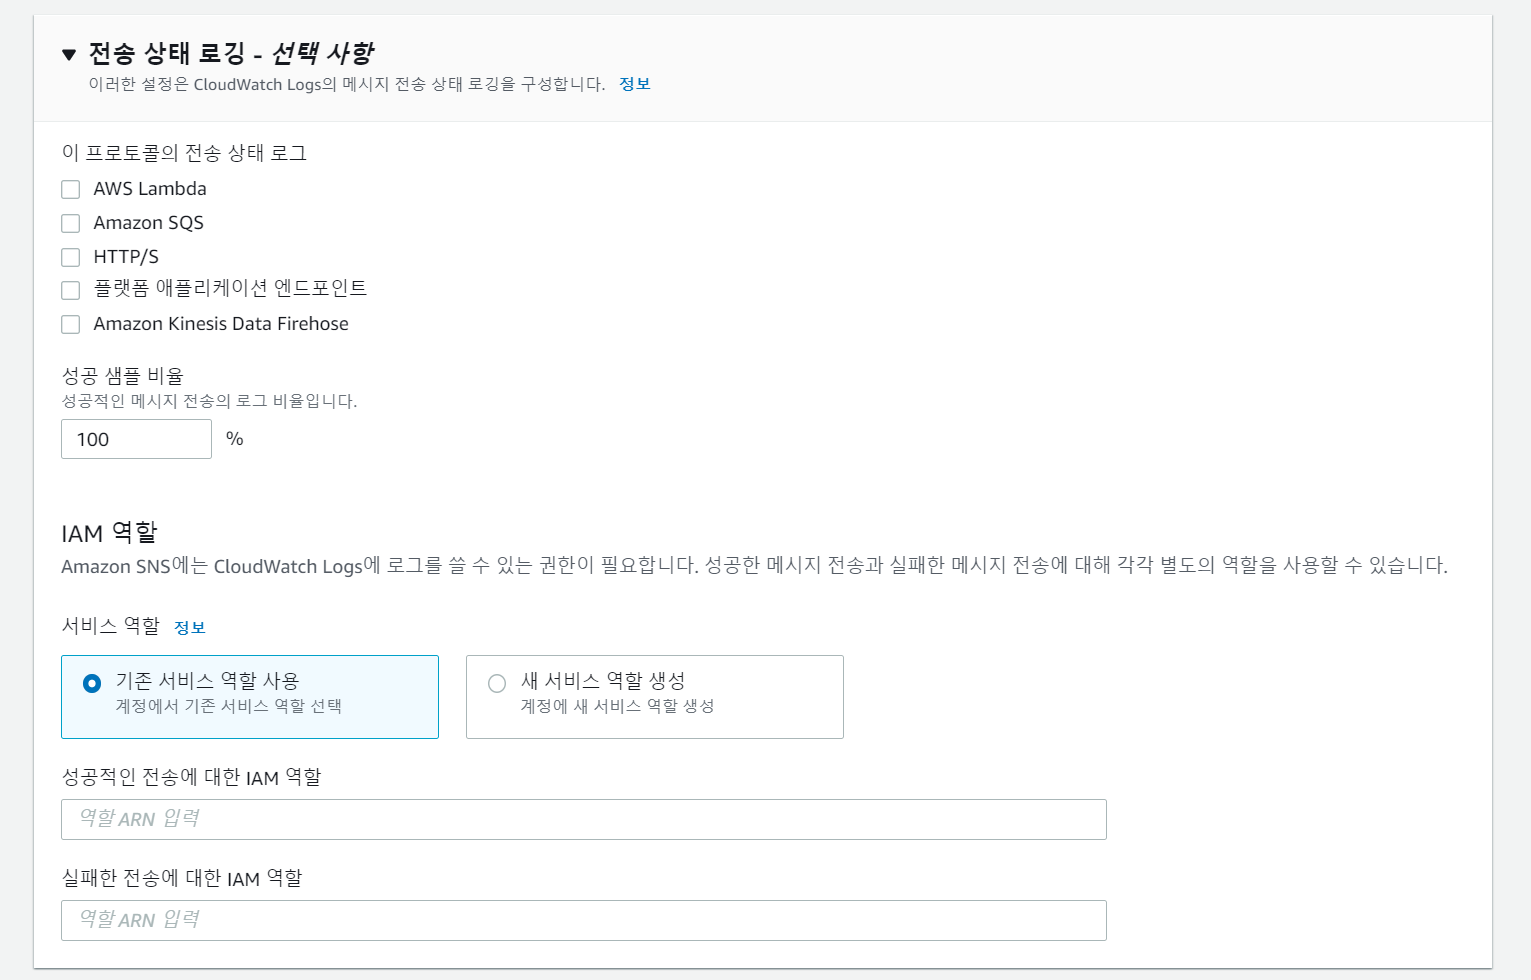 전송 상태 로깅 - 선택 사항
이러한 설정은 CloudWatch Logs의 메시지 전송 상태 로깅을 구성합니다. 정보
이 프로토콜의 전송 상태 로그
AWS Lambda
Amazon SQS
HTTP/S
플랫폼 애플리케이션 엔드포인트
Amazon Kinesis Data Firehose
성공 샘플 비율
성공적인 메시지 전송의 로그 비율입니다.
100 %
IAM 역할
Amazon SNS에는 CloudWatch Logs에 로그를 쓸 수 있는 권한이 필요합니다. 성공한 메시지 전송과 실패한 메시지 전송에 대해 각각 별도의 역할을 사용할 수 있습니다.
서비스 역할 정보
기존 서비스 역할 사용
계정에서 기존 서비스 역할 선택
새 서비스 역할 생성
계정에 새 서비스 역할 생성
성공적인 전송에 대한 IAM 역할
역할 ARN 입력
실패한 전송에 대한 IAM 역할
역할 ARN 입력